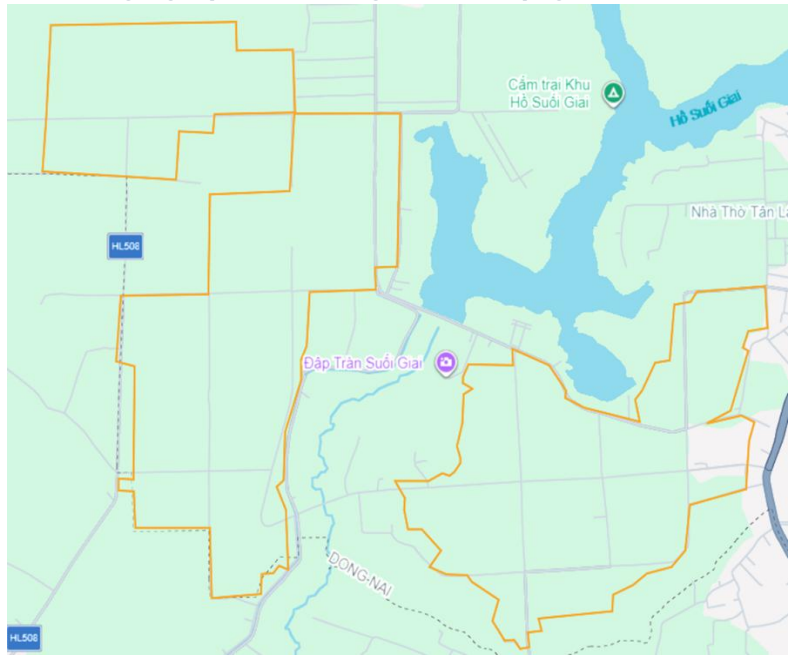 Cắm trại Khu
Hồ Suối Giai
Hồ Suối Giai
Nhà Thờ Tân La
HL508
Đập Tràn Suối Giai
DONG-NAI
HL508